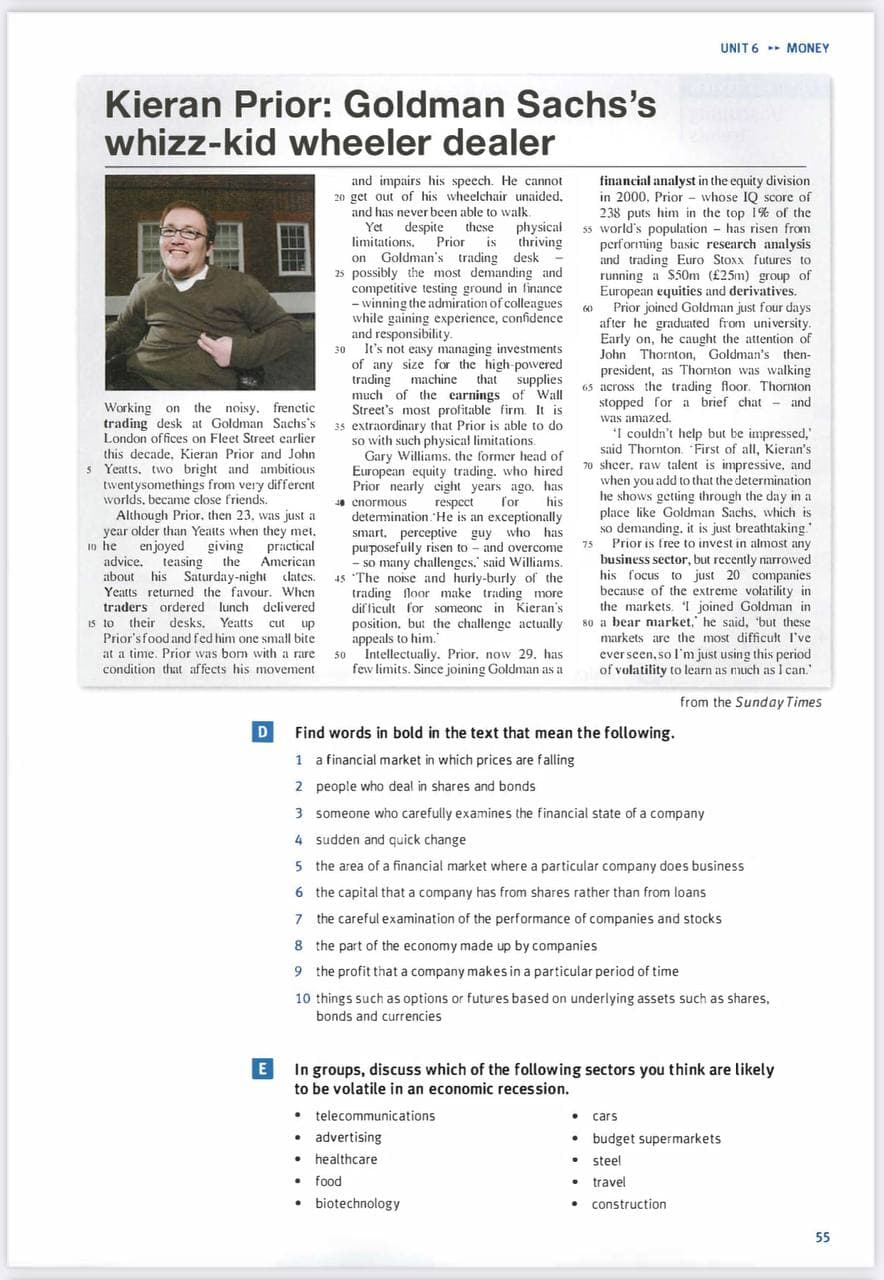 UNIT 6 ▸▸ MONEY
Kieran Prior: Goldman Sachs's
whizz-kid wheeler dealer
Working on the noisy, frenetic
trading desk at Goldman Sachs's
London offices on Fleet Street earlier
this decade, Kieran Prior and John
5 Yeatts, two bright and ambitious
twentysomethings from very different
worlds, became close friends.
Although Prior, then 23, was just a
year older than Yeatts when they met,
10 he enjoyed giving practical
advice, teasing the American
about his Saturday-night dates.
Yeatts returned the favour. When
traders ordered lunch delivered
15 to their desks, Yeatts cut up
Prior's food and fed him one small bite
at a time. Prior was born with a rare
condition that affects his movement
and impairs his speech. He cannot
20 get out of his wheelchair unaided,
and has never been able to walk.
Yet despite these physical
limitations, Prior is thriving
on Goldman's trading desk –
25 possibly the most demanding and
competitive testing ground in finance
– winning the admiration of colleagues
while gaining experience, confidence
and responsibility.
30 It's not easy managing investments
of any size for the high-powered
trading machine that supplies
much of the earnings of Wall
Street's most profitable firm. It is
35 extraordinary that Prior is able to do
so with such physical limitations.
Gary Williams, the former head of
European equity trading, who hired
Prior nearly eight years ago, has
40 enormous respect for his
determination. 'He is an exceptionally
smart, perceptive guy who has
purposefully risen to – and overcome
– so many challenges,' said Williams.
45 'The noise and hurly-burly of the
trading floor make trading more
difficult for someone in Kieran's
position, but the challenge actually
appeals to him.'
50 Intellectually, Prior, now 29, has
few limits. Since joining Goldman as a
financial analyst in the equity division
in 2000, Prior – whose IQ score of
238 puts him in the top 1% of the
55 world's population – has risen from
performing basic research analysis
and trading Euro Stoxx futures to
running a $50m (£25m) group of
European equities and derivatives.
60 Prior joined Goldman just four days
after he graduated from university.
Early on, he caught the attention of
John Thornton, Goldman's then-
president, as Thornton was walking
65 across the trading floor. Thornton
stopped for a brief chat – and
was amazed.
'I couldn't help but be impressed,'
said Thornton. 'First of all, Kieran's
70 sheer, raw talent is impressive, and
when you add to that the determination
he shows getting through the day in a
place like Goldman Sachs, which is
so demanding, it is just breathtaking.'
75 Prior is free to invest in almost any
business sector, but recently narrowed
his focus to just 20 companies
because of the extreme volatility in
the markets. 'I joined Goldman in
80 a bear market,' he said, 'but these
markets are the most difficult I've
ever seen, so I'm just using this period
of volatility to learn as much as I can.'
from the Sunday Times
D Find words in bold in the text that mean the following.
1 a financial market in which prices are falling
2 people who deal in shares and bonds
3 someone who carefully examines the financial state of a company
4 sudden and quick change
5 the area of a financial market where a particular company does business
6 the capital that a company has from shares rather than from loans
7 the careful examination of the performance of companies and stocks
8 the part of the economy made up by companies
9 the profit that a company makes in a particular period of time
10 things such as options or futures based on underlying assets such as shares,
bonds and currencies
E In groups, discuss which of the following sectors you think are likely
to be volatile in an economic recession.
• telecommunications
• advertising
• healthcare
• food
• biotechnology
• cars
• budget supermarkets
• steel
• travel
• construction
55